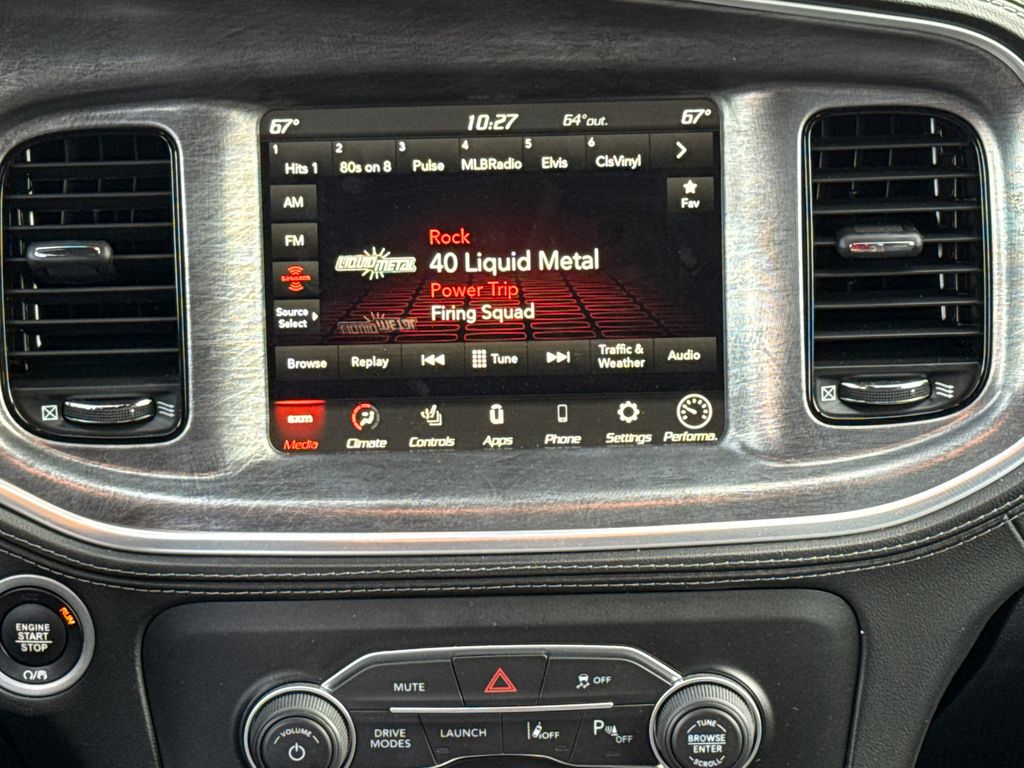 67° 10:27 64°out. 67°
1 Hits 1 2 80s on 8 3 Pulse 4 MLBRadio 5 Elvis 6 ClsVinyl
AM
Fav
FM
Rock
LIQUID METAL
40 Liquid Metal
Power Trip
Firing Squad
Source
Select
Browse Replay Tune Traffic &
Weather Audio
sxm
Media Climate Controls Apps Phone Settings Performa.
ENGINE
START
STOP
RUN
MUTE OFF
VOLUME
DRIVE
MODES
LAUNCH OFF P OFF
TUNE
BROWSE
ENTER
SCROLL